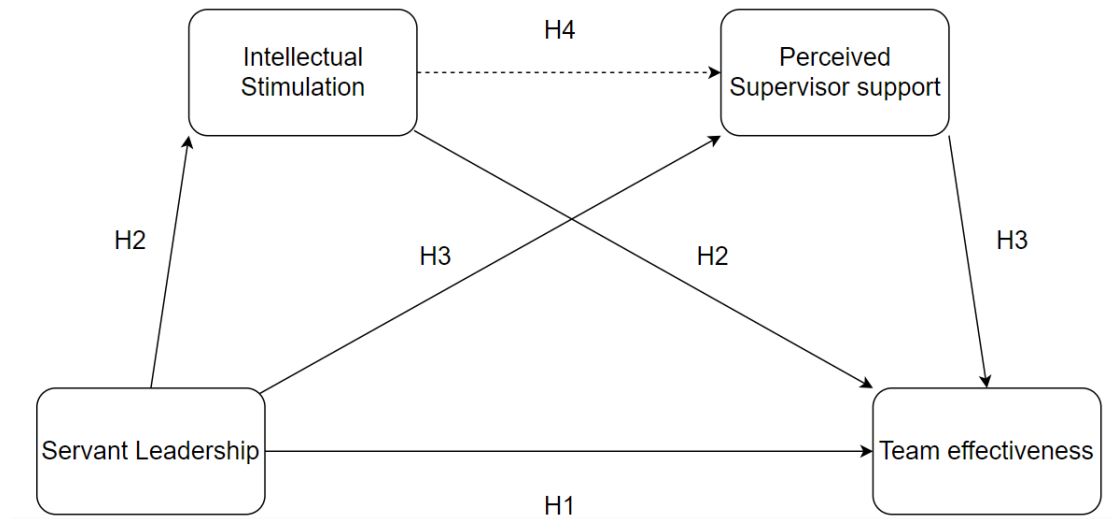 H4
Intellectual
Stimulation
Perceived
Supervisor support
H2
H3
H2
H3
Servant Leadership
Team effectiveness
H1